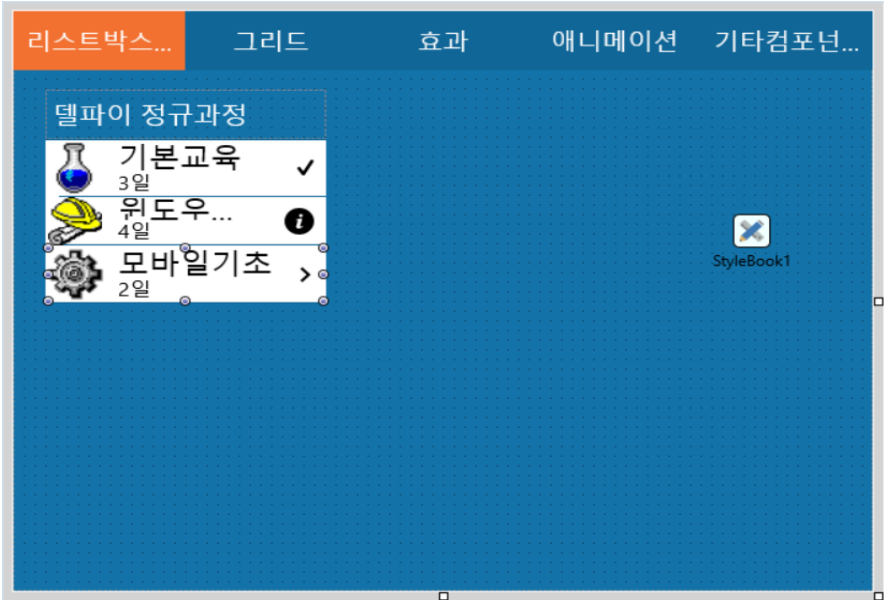 리스트박스... 그리드 효과 애니메이션 기타컴포넌...
델파이 정규과정
기본교육
3일
윈도우...
4일
모바일기초
2일
StyleBook1